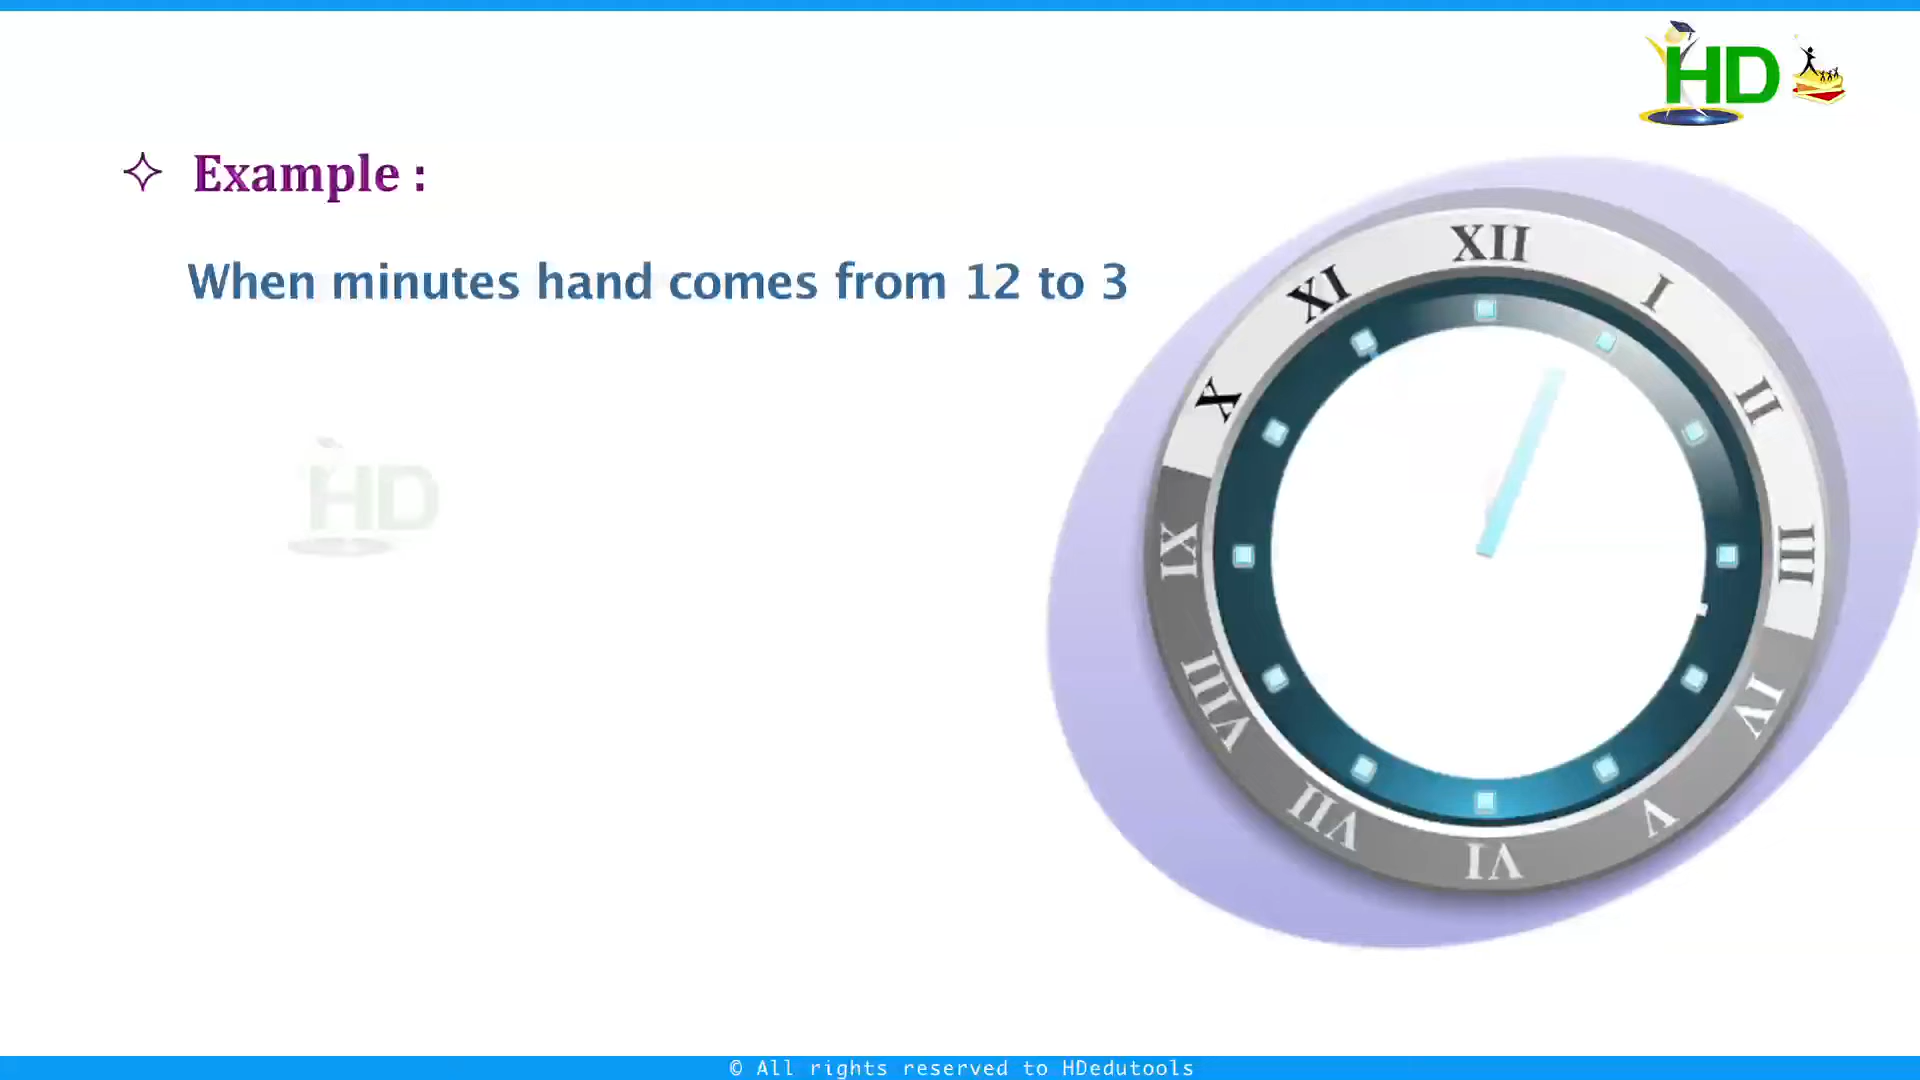 HD
Example :
When minutes hand comes from 12 to 3
HD
XII
I
II
III
IV
V
VI
VII
VIII
IX
X
XI
© All rights reserved to HDedutools